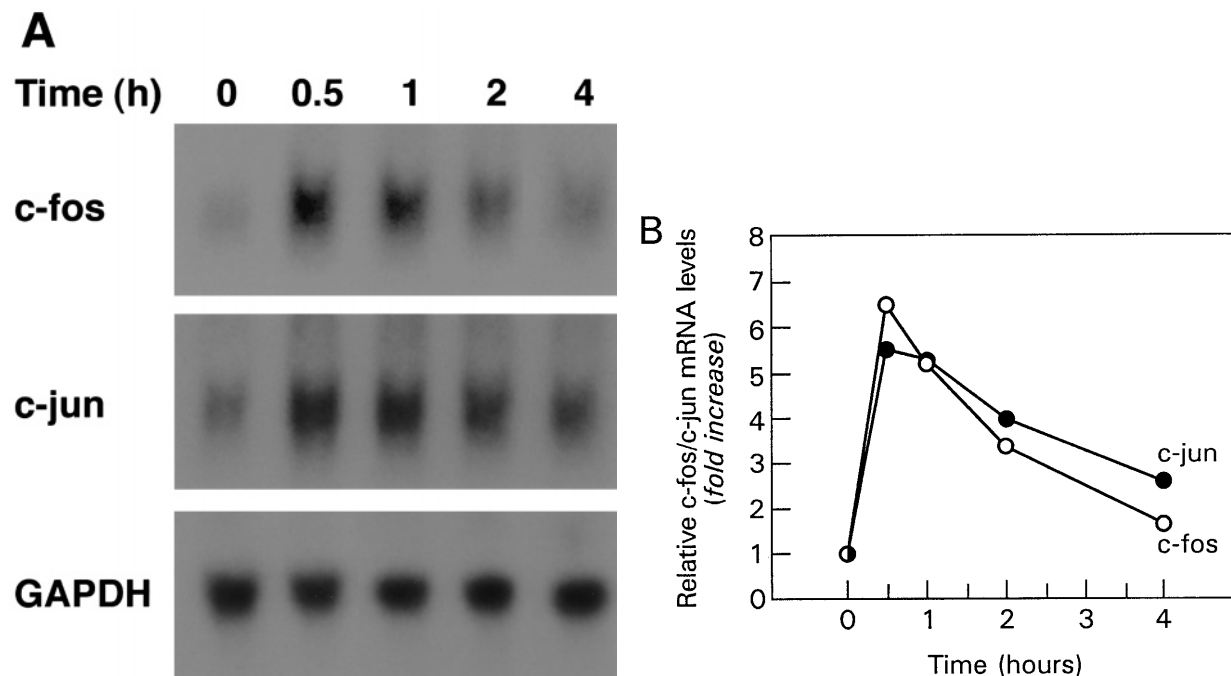 A
Time (h) 0 0.5 1 2 4
c-fos
c-jun
GAPDH
B
Relative c-fos/c-jun mRNA levels
(fold increase)
8
7
6
5
4
3
2
1
0
c-jun
c-fos
0 1 2 3 4
Time (hours)